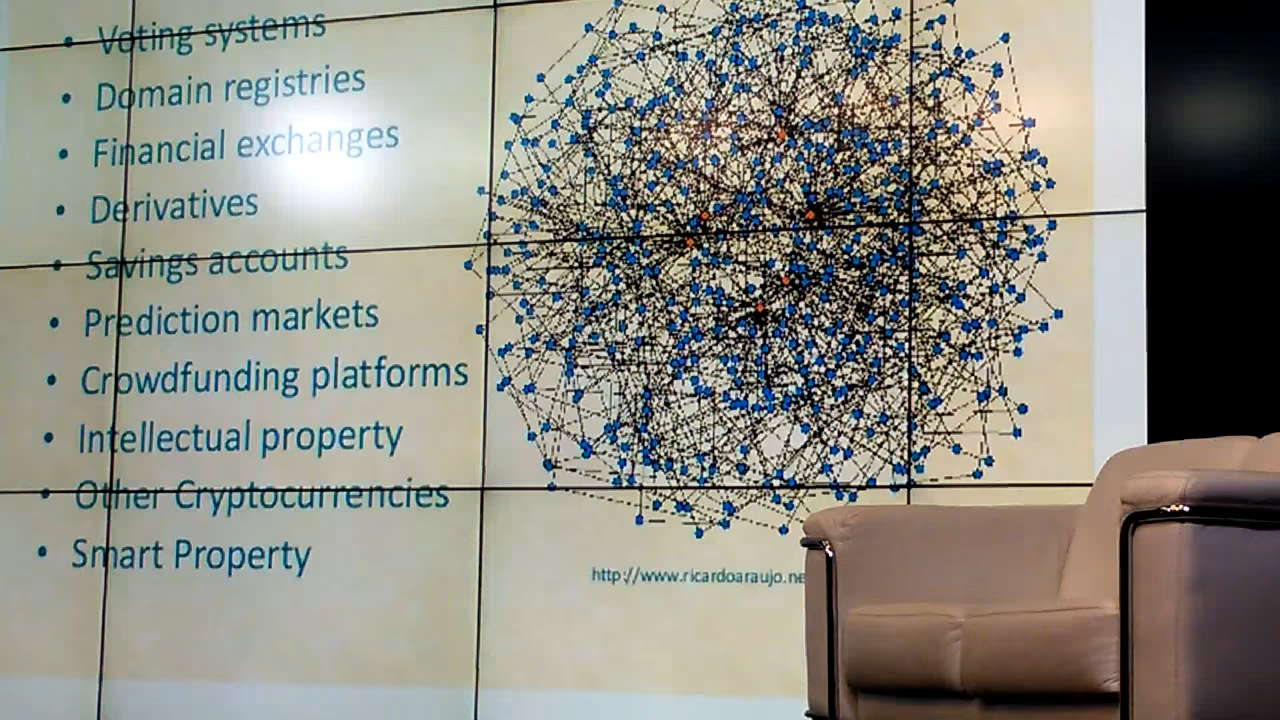 • Voting systems
• Domain registries
• Financial exchanges
• Derivatives
• Savings accounts
• Prediction markets
• Crowdfunding platforms
• Intellectual property
• Other Cryptocurrencies
• Smart Property
http://www.ricardoaraujo.ne